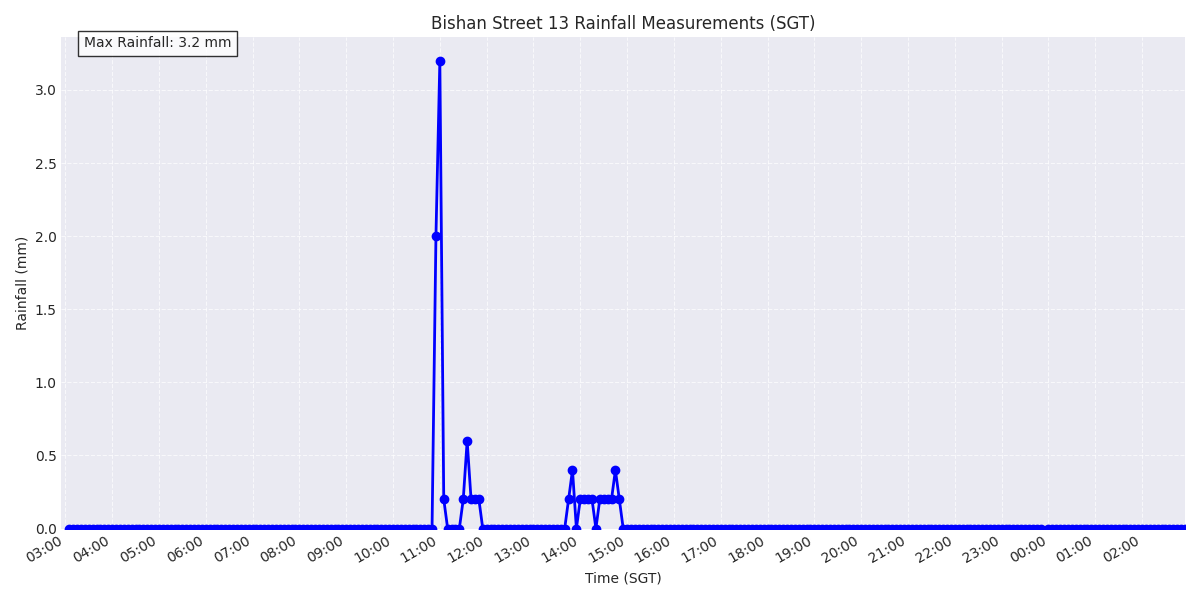 Bishan Street 13 Rainfall Measurements (SGT)
Max Rainfall: 3.2 mm
Rainfall (mm)
3.0
2.5
2.0
1.5
1.0
0.5
0.0
03:00 04:00 05:00 06:00 07:00 08:00 09:00 10:00 11:00 12:00 13:00 14:00 15:00 16:00 17:00 18:00 19:00 20:00 21:00 22:00 23:00 00:00 01:00 02:00
Time (SGT)